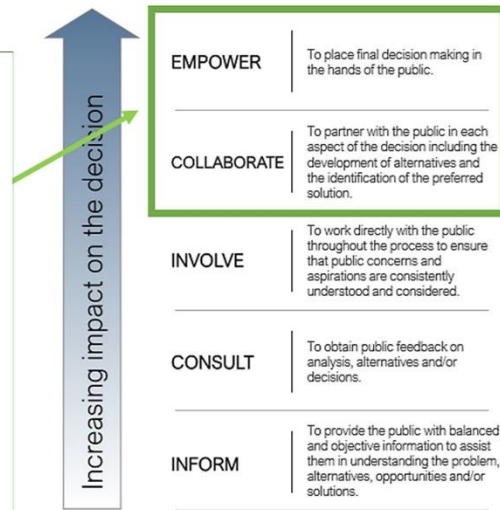 Increasing impact on the decision
EMPOWER
To place final decision making in
in the hands of the public.
COLLABORATE
To partner with the public in each
aspect of the decision including the
development of alternatives and
the identification of the preferred
solution.
INVOLVE
To work directly with the public
throughout the process to ensure
that public concerns and
aspirations are consistently
understood and considered.
CONSULT
To obtain public feedback on
analysis, alternatives and/or
decisions.
INFORM
To provide the public with balanced
and objective information to assist
them in understanding the problem,
alternatives, opportunities and/or
solutions.